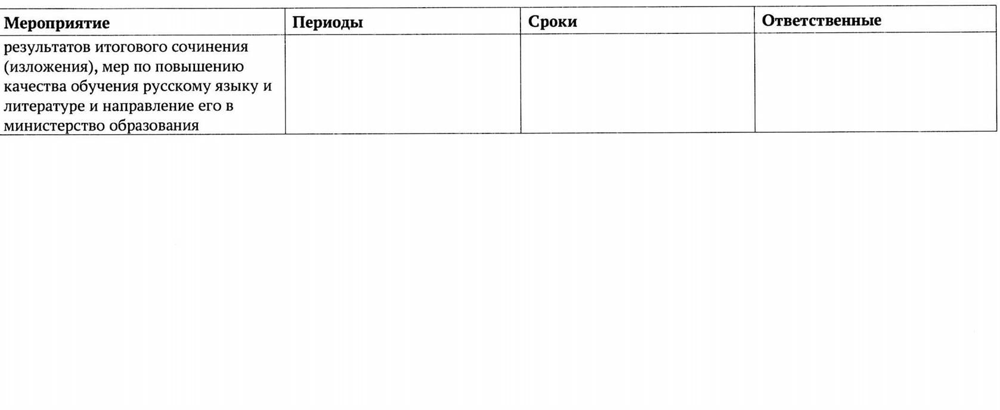 Мероприятие Периоды Сроки Ответственные
результатов итогового сочинения
(изложения), мер по повышению
качества обучения русскому языку и
литературе и направление его в
министерство образования